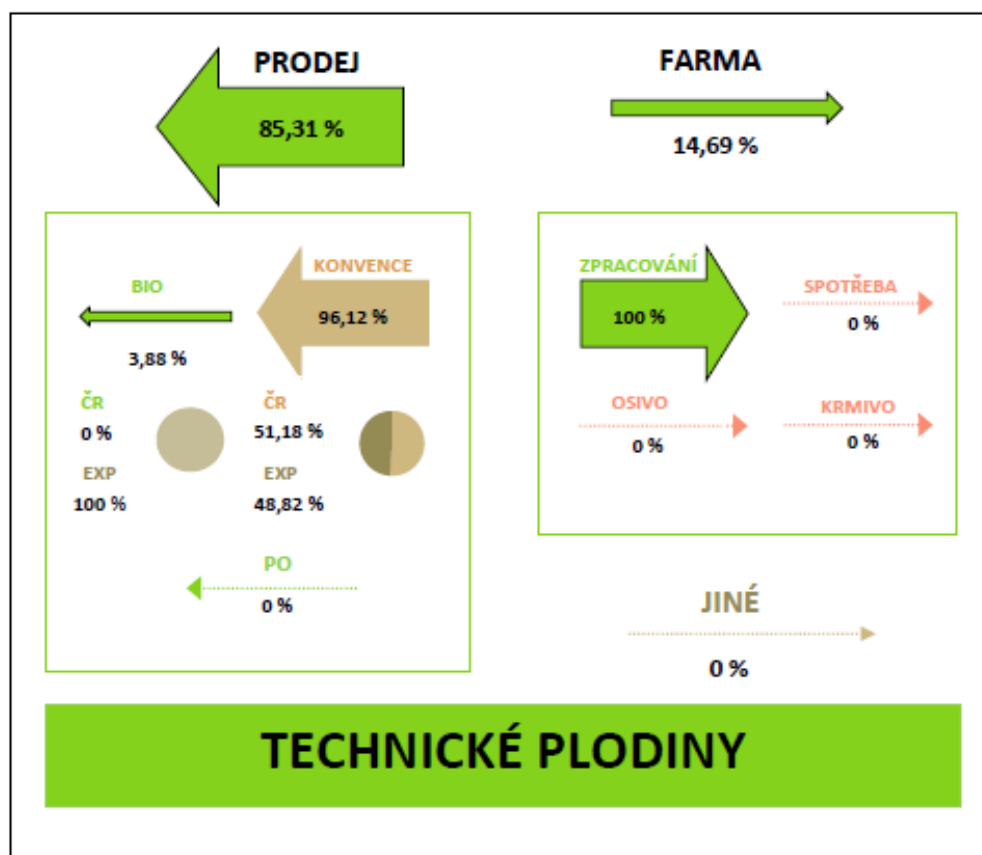 PRODEJ
85,31 %
FARMA
14,69 %
KONVENCE
96,12 %
BIO
3,88 %
ČR
0 %
EXP
100 %
ČR
51,18 %
EXP
48,82 %
PO
0 %
ZPRACOVÁNÍ
100 %
SPOTŘEBA
0 %
OSIVO
0 %
KRMIVO
0 %
JINÉ
0 %
TECHNICKÉ PLODINY